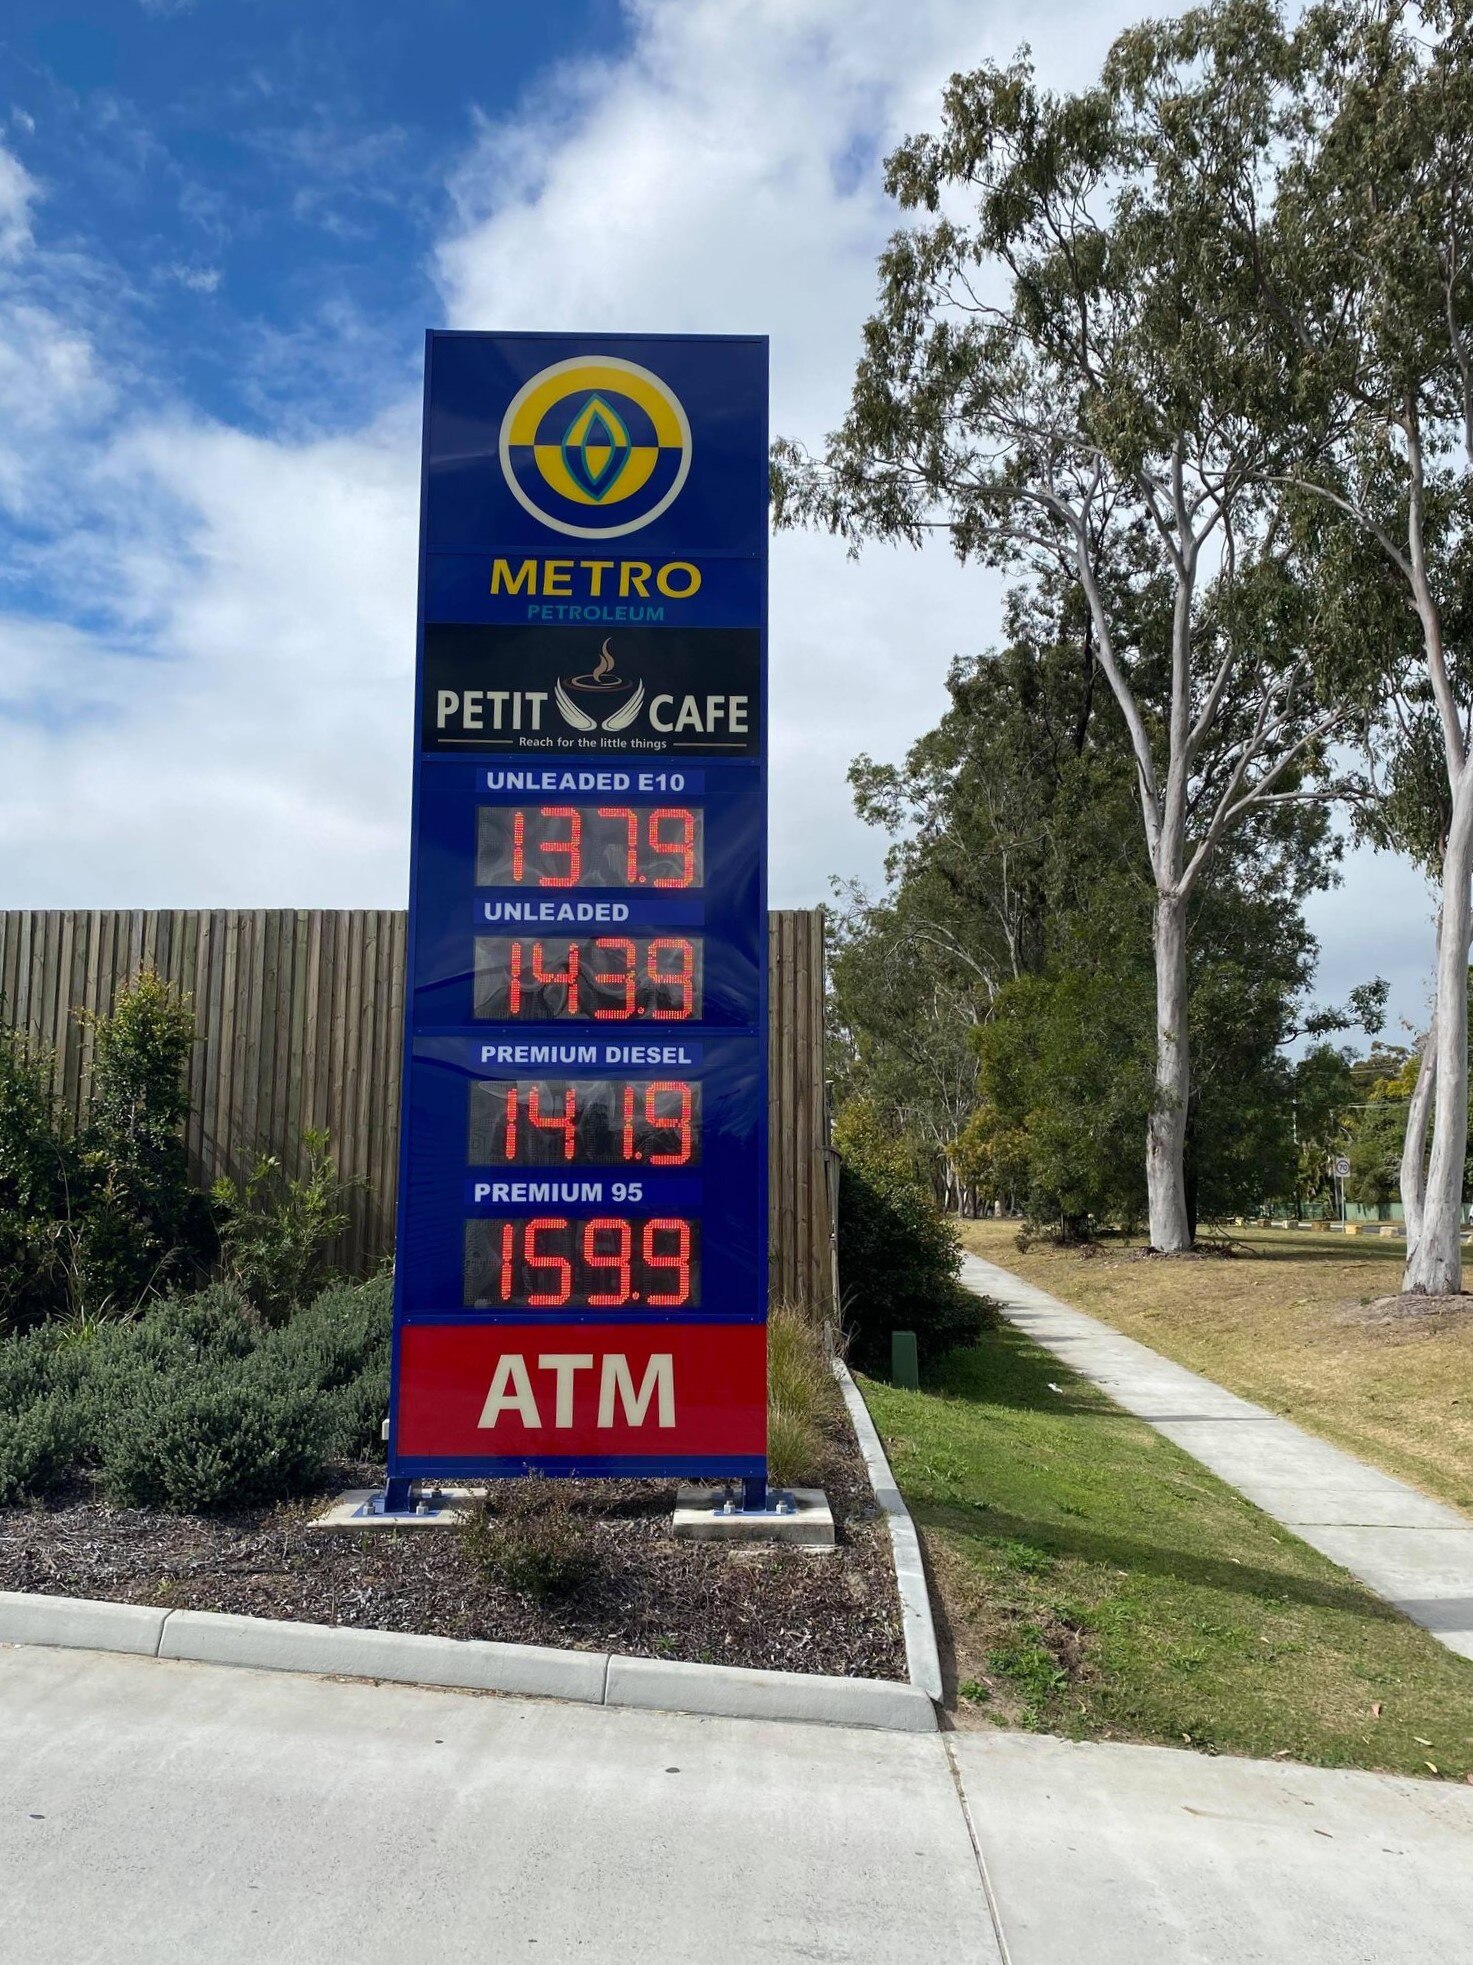 METRO
PETROLEUM
PETIT CAFE
Reach for the little things
UNLEADED E10
137.9
UNLEADED
143.9
PREMIUM DIESEL
141.9
PREMIUM 95
159.9
ATM
70